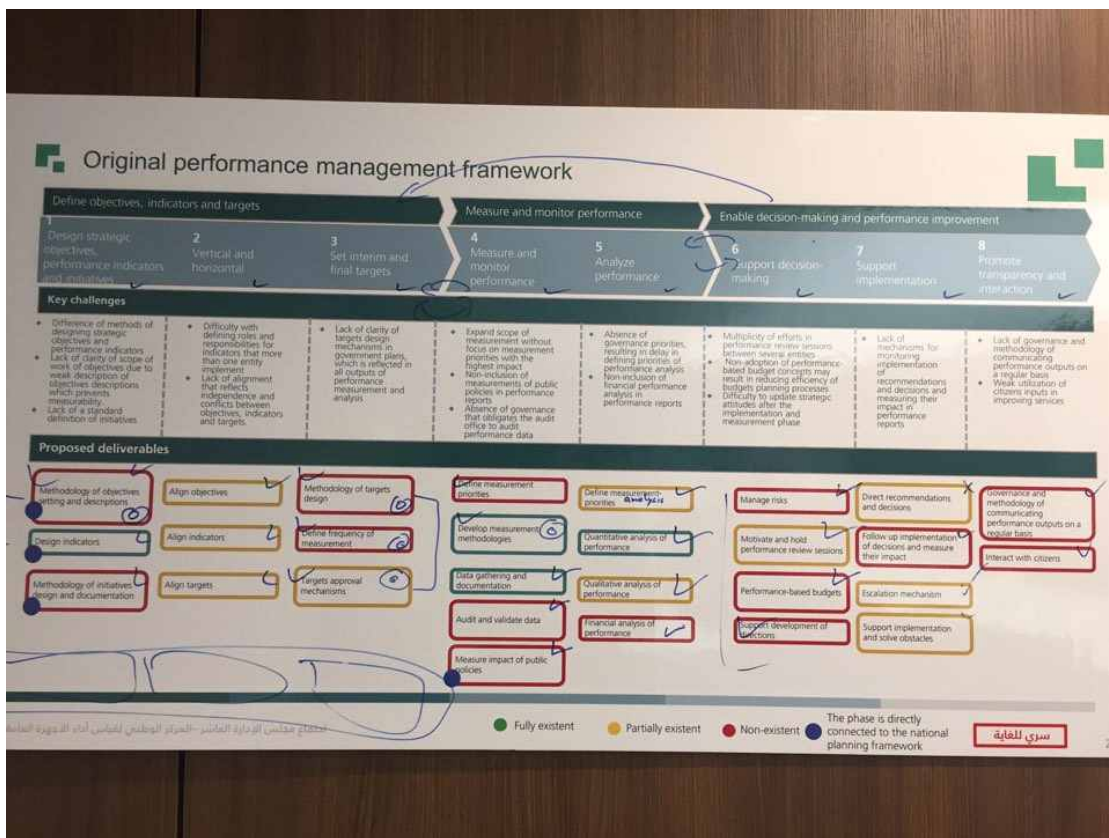 Original performance management framework
Define objectives, indicators and targets
Measure and monitor performance
Enable decision-making and performance improvement
1
Design strategic
objectives,
performance indicators
and initiatives
2
Vertical and
horizontal
3
Set interim and
final targets
4
Measure and
monitor
performance
5
Analyze
performance
6
Support decision-
making
7
Support
implementation
8
Promote
transparency and
interaction
Key challenges
Difference of methods of
designing strategic
objectives and
performance indicators
Lack of clarity of scope of
work of objectives due to
weak description of
objectives descriptions
which prevents
measurability.
Lack of a standard
definition of initiatives
Difficulty with
defining roles and
responsibilities for
indicators that more
than one entity
implement
Lack of alignment
that reflects
independence and
conflicts between
objectives, indicators
and targets
Lack of clarity of
targets design
mechanisms in
government plans,
which is reflected in
all outputs of
performance
measurement and
analysis
Expand scope of
measurement without
focus on measurement
priorities with the
highest impact
Non-inclusion of
measurements of public
policies in performance
reports
Absence of governance
that obligates the audit
office to audit
performance data
Absence of
governance priorities,
resulting in delay in
defining priorities of
performance analysis
Non-inclusion of
financial performance
analysis in
performance reports
Multiplicity of efforts in
performance review sessions
between several entities
Non-adoption of performance-
based budget concepts may
result in reducing efficiency of
budgets planning processes
Difficulty to update strategic
attitudes after the
implementation and
measurement phase
Lack of
mechanisms for
monitoring
implementation
of
recommendations
and decisions and
measuring their
impact in
performance
reports
Lack of governance and
methodology of
communicating
performance outputs on
a regular basis
Weak utilization of
citizens inputs in
improving services
Proposed deliverables
Methodology of objectives
setting and descriptions
Design indicators
Methodology of initiatives
design and documentation
Align objectives
Align indicators
Align targets
Methodology of targets
design
Define frequency of
measurement
Targets approval
mechanisms
Define measurement
priorities
Develop measurement
methodologies
Data gathering and
documentation
Audit and validate data
Measure impact of public
policies
Define measurement
priorities analysis
Quantitative analysis of
performance
Qualitative analysis of
performance
Financial analysis of
performance
Manage risks
Motivate and hold
performance review sessions
Performance-based budgets
Support development of
directions
Direct recommendations
and decisions
Follow up implementation
of decisions and measure
their impact
Escalation mechanism
Support implementation
and solve obstacles
Governance and
methodology of
communicating
performance outputs on a
regular basis
Interact with citizens
اجتماع مجلس الإدارة العاشر - المركز الوطني لقياس أداء الأجهزة العامة
Fully existent
Partially existent
Non-existent
The phase is directly
connected to the national
planning framework
سري للغاية
2